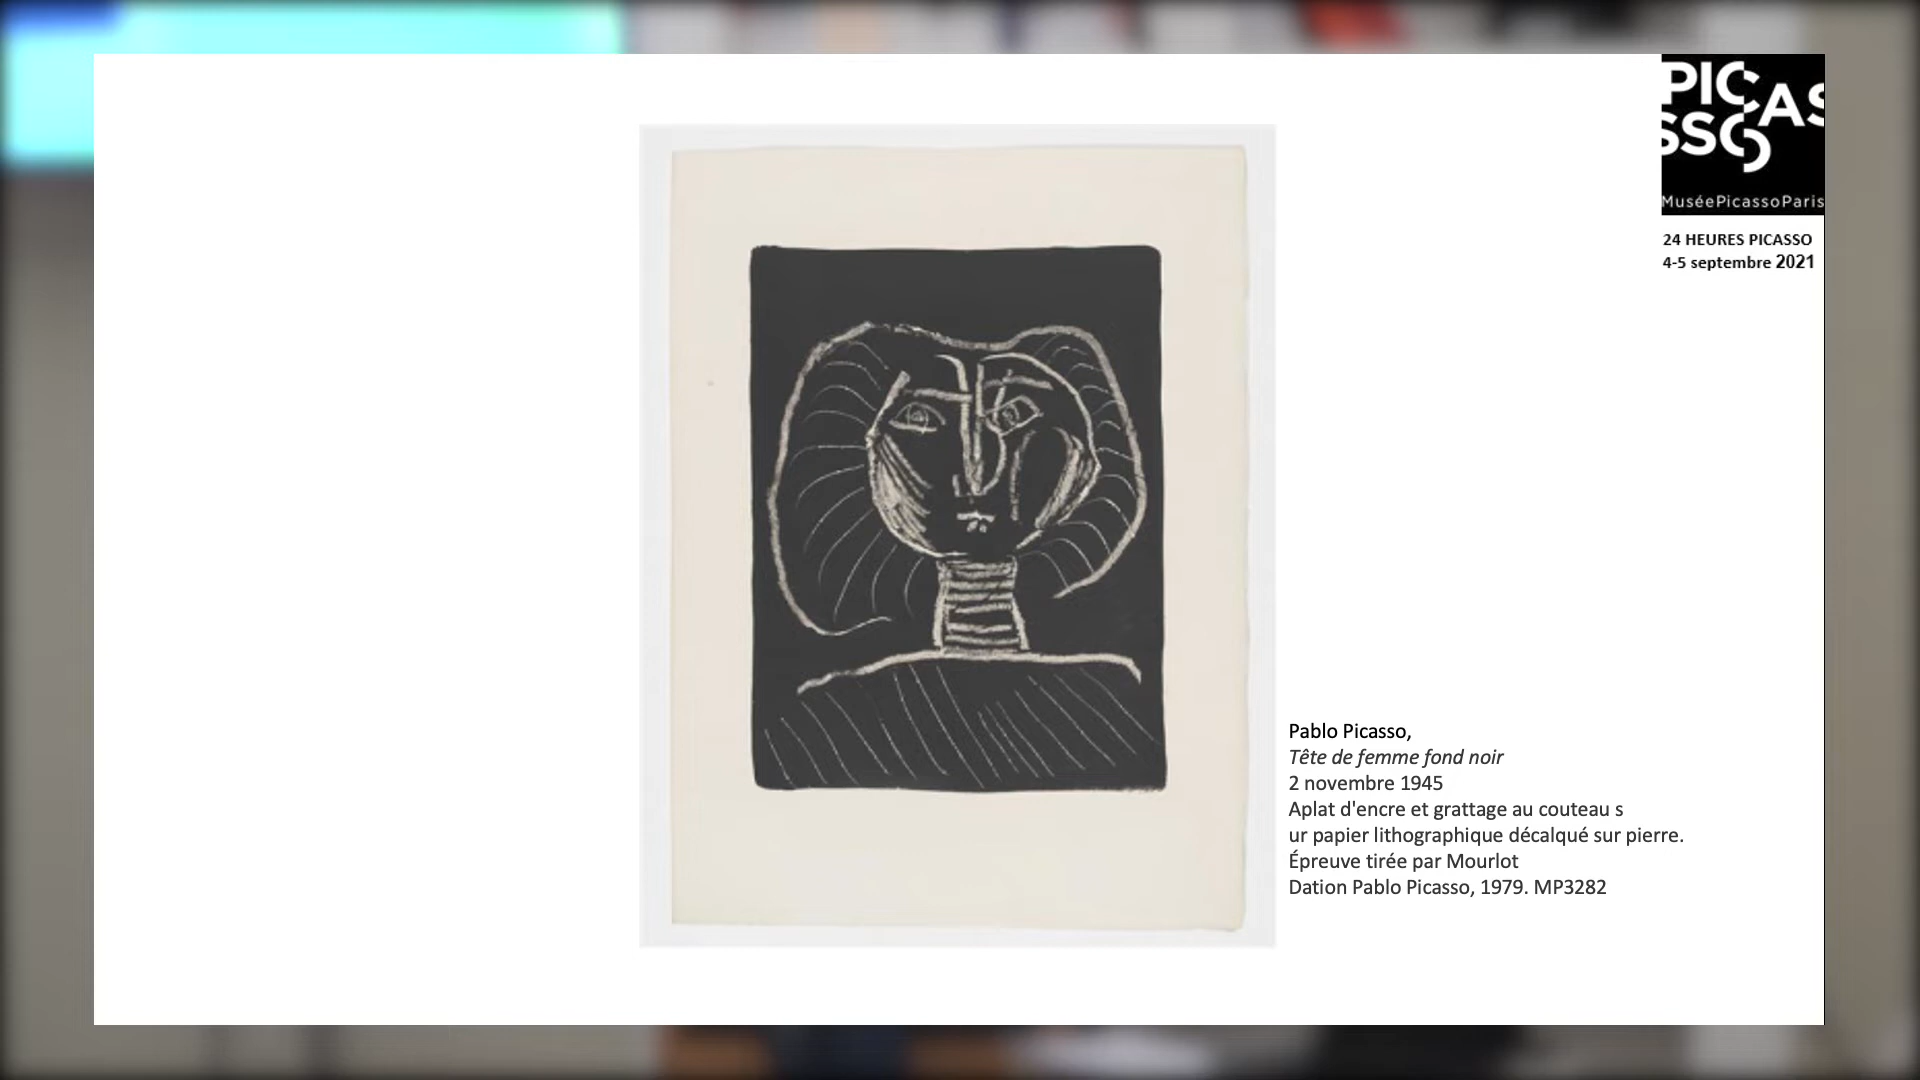 PICAS
SSO
MuséePicassoParis
24 HEURES PICASSO
4-5 septembre 2021
Pablo Picasso,
Tête de femme fond noir
2 novembre 1945
Aplat d'encre et grattage au couteau s
ur papier lithographique décalqué sur pierre.
Épreuve tirée par Mourlot
Dation Pablo Picasso, 1979. MP3282